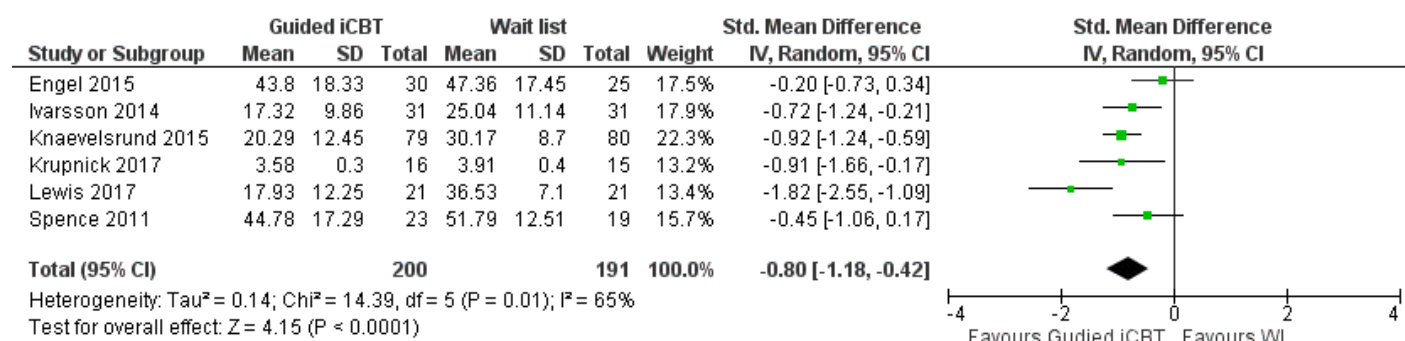 Guided iCBT Wait list Std. Mean Difference Std. Mean Difference
Study or Subgroup Mean SD Total Mean SD Total Weight IV, Random, 95% CI IV, Random, 95% CI
Engel 2015 43.8 18.33 30 47.36 17.45 25 17.5% -0.20 [-0.73, 0.34]
Ivarsson 2014 17.32 9.86 31 25.04 11.14 31 17.9% -0.72 [-1.24, -0.21]
Knaevelsrund 2015 20.29 12.45 79 30.17 8.7 80 22.3% -0.92 [-1.24, -0.59]
Krupnick 2017 3.58 0.3 16 3.91 0.4 15 13.2% -0.91 [-1.66, -0.17]
Lewis 2017 17.93 12.25 21 36.53 7.1 21 13.4% -1.82 [-2.55, -1.09]
Spence 2011 44.78 17.29 23 51.79 12.51 19 15.7% -0.45 [-1.06, 0.17]
Total (95% CI) 200 191 100.0% -0.80 [-1.18, -0.42]
Heterogeneity: Tau² = 0.14; Chi² = 14.39, df = 5 (P = 0.01); I² = 65%
Test for overall effect: Z = 4.15 (P < 0.0001)
-4 -2 0 2 4
Favours Gudied iCBT Favours WL